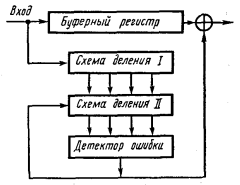 Вход
Буферный регистр
Схема деления I
Схема деления II
Детектор ошибки